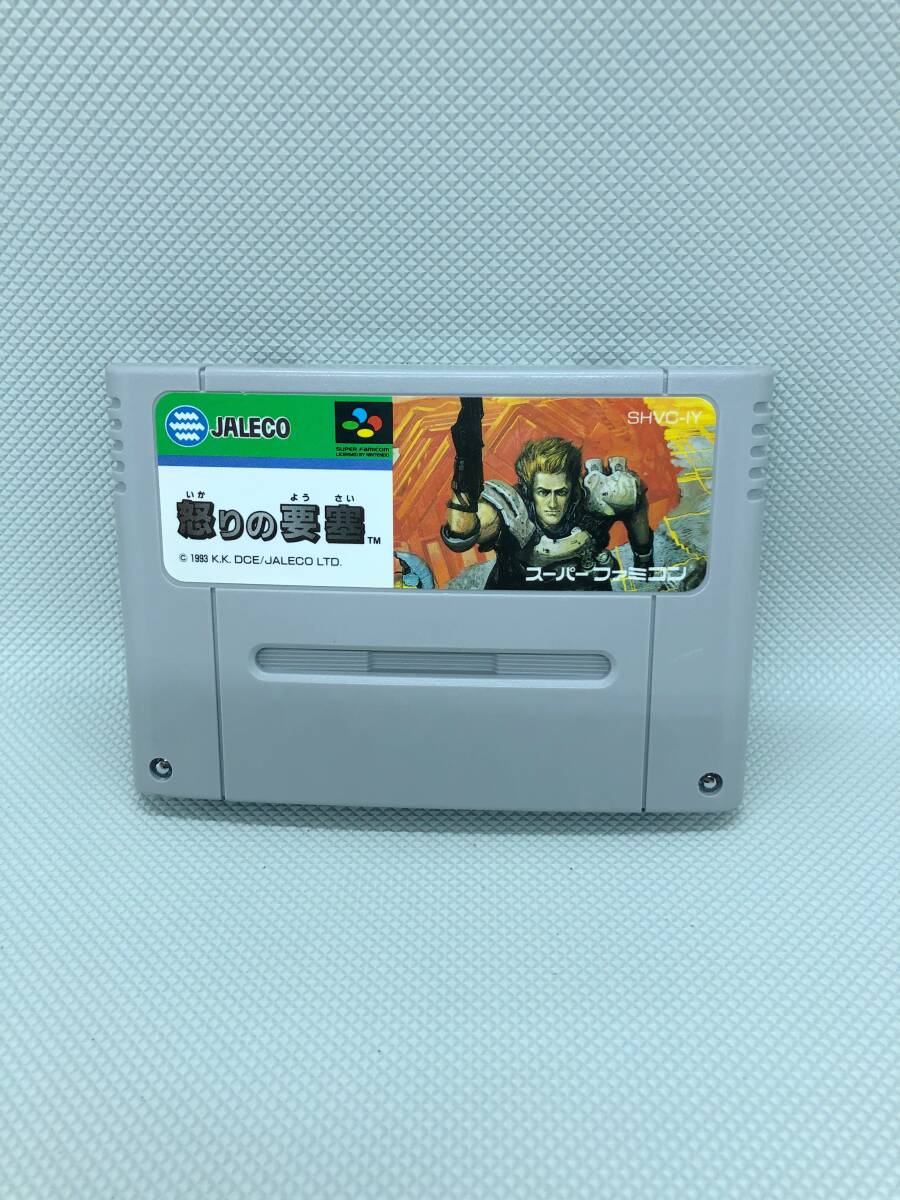 JALECO
SUPER FAMICOM
LICENSED BY NINTENDO
SHVC-IY
いか よう さい
怒りの要塞™
© 1993 K.K. DCE/JALECO LTD.
スーパーファミコン